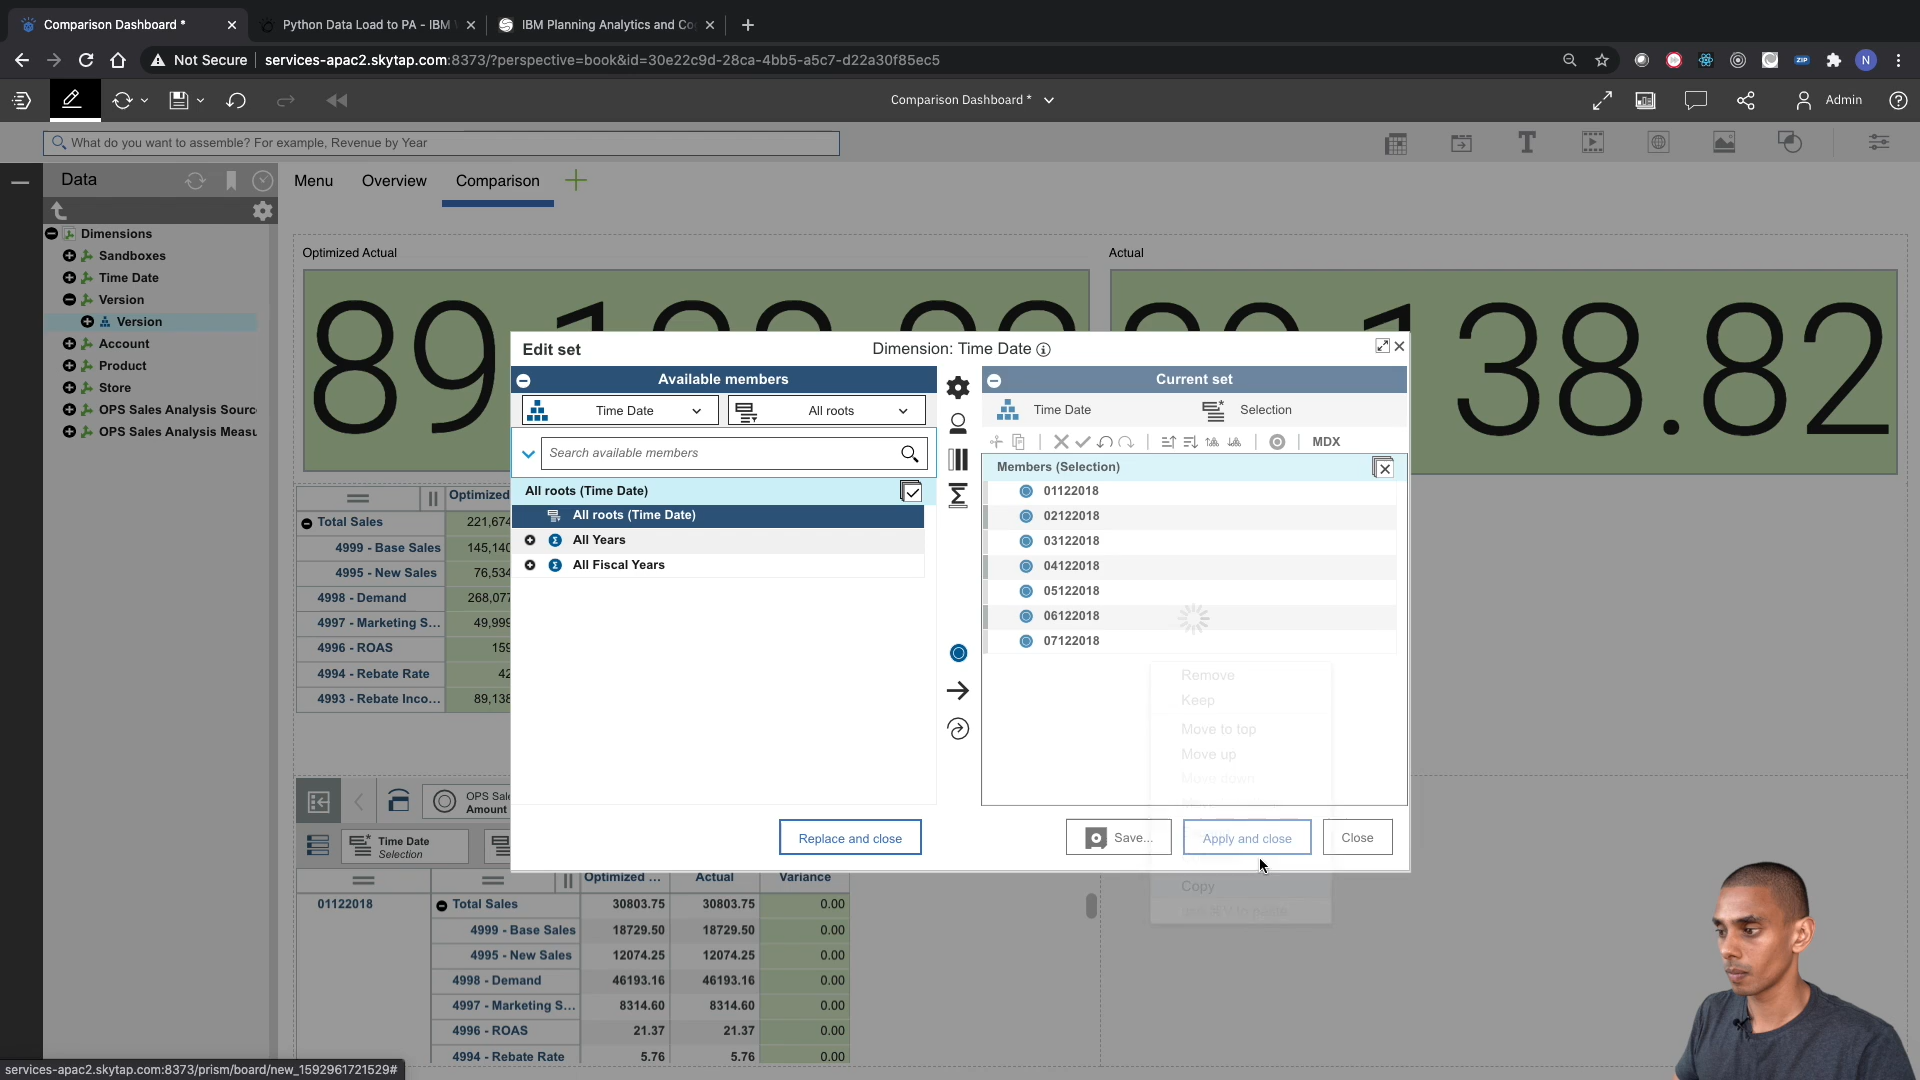 Comparison Dashboard *
Python Data Load to PA - IBM
IBM Planning Analytics and Co
Not Secure
services-apac2.skytap.com:8373/?perspective=book&id=30e22c9d-28ca-4bb5-a5c7-d22a30f85ec5
ZIP
N
Comparison Dashboard *
Admin
What do you want to assemble? For example, Revenue by Year
Data
Menu
Overview
Comparison
Dimensions
Sandboxes
Time Date
Version
Version
Account
Product
Store
OPS Sales Analysis Sourc
OPS Sales Analysis Measu
Optimized Actual
Actual
38.82
Edit set
Dimension: Time Date
Available members
Time Date
All roots
Search available members
All roots (Time Date)
All roots (Time Date)
All Years
All Fiscal Years
Current set
Time Date
Selection
MDX
Members (Selection)
01122018
02122018
03122018
04122018
05122018
06122018
07122018
Remove
Keep
Move to top
Move up
Move down
Copy
Replace and close
Save...
Apply and close
Close
Optimized
Total Sales 221,674
4999 - Base Sales 145,140
4995 - New Sales 76,534
4998 - Demand 268,077
4997 - Marketing S... 49,999
4996 - ROAS 159
4994 - Rebate Rate 42
4993 - Rebate Inco... 89,138
OPS Sale
Amount
Time Date
Selection
Optimized ... Actual Variance
01122018 Total Sales 30803.75 30803.75 0.00
4999 - Base Sales 18729.50 18729.50 0.00
4995 - New Sales 12074.25 12074.25 0.00
4998 - Demand 46193.16 46193.16 0.00
4997 - Marketing S... 8314.60 8314.60 0.00
4996 - ROAS 21.37 21.37 0.00
4994 - Rebate Rate 5.76 5.76 0.00
services-apac2.skytap.com:8373/prism/board/new_1592961721529#